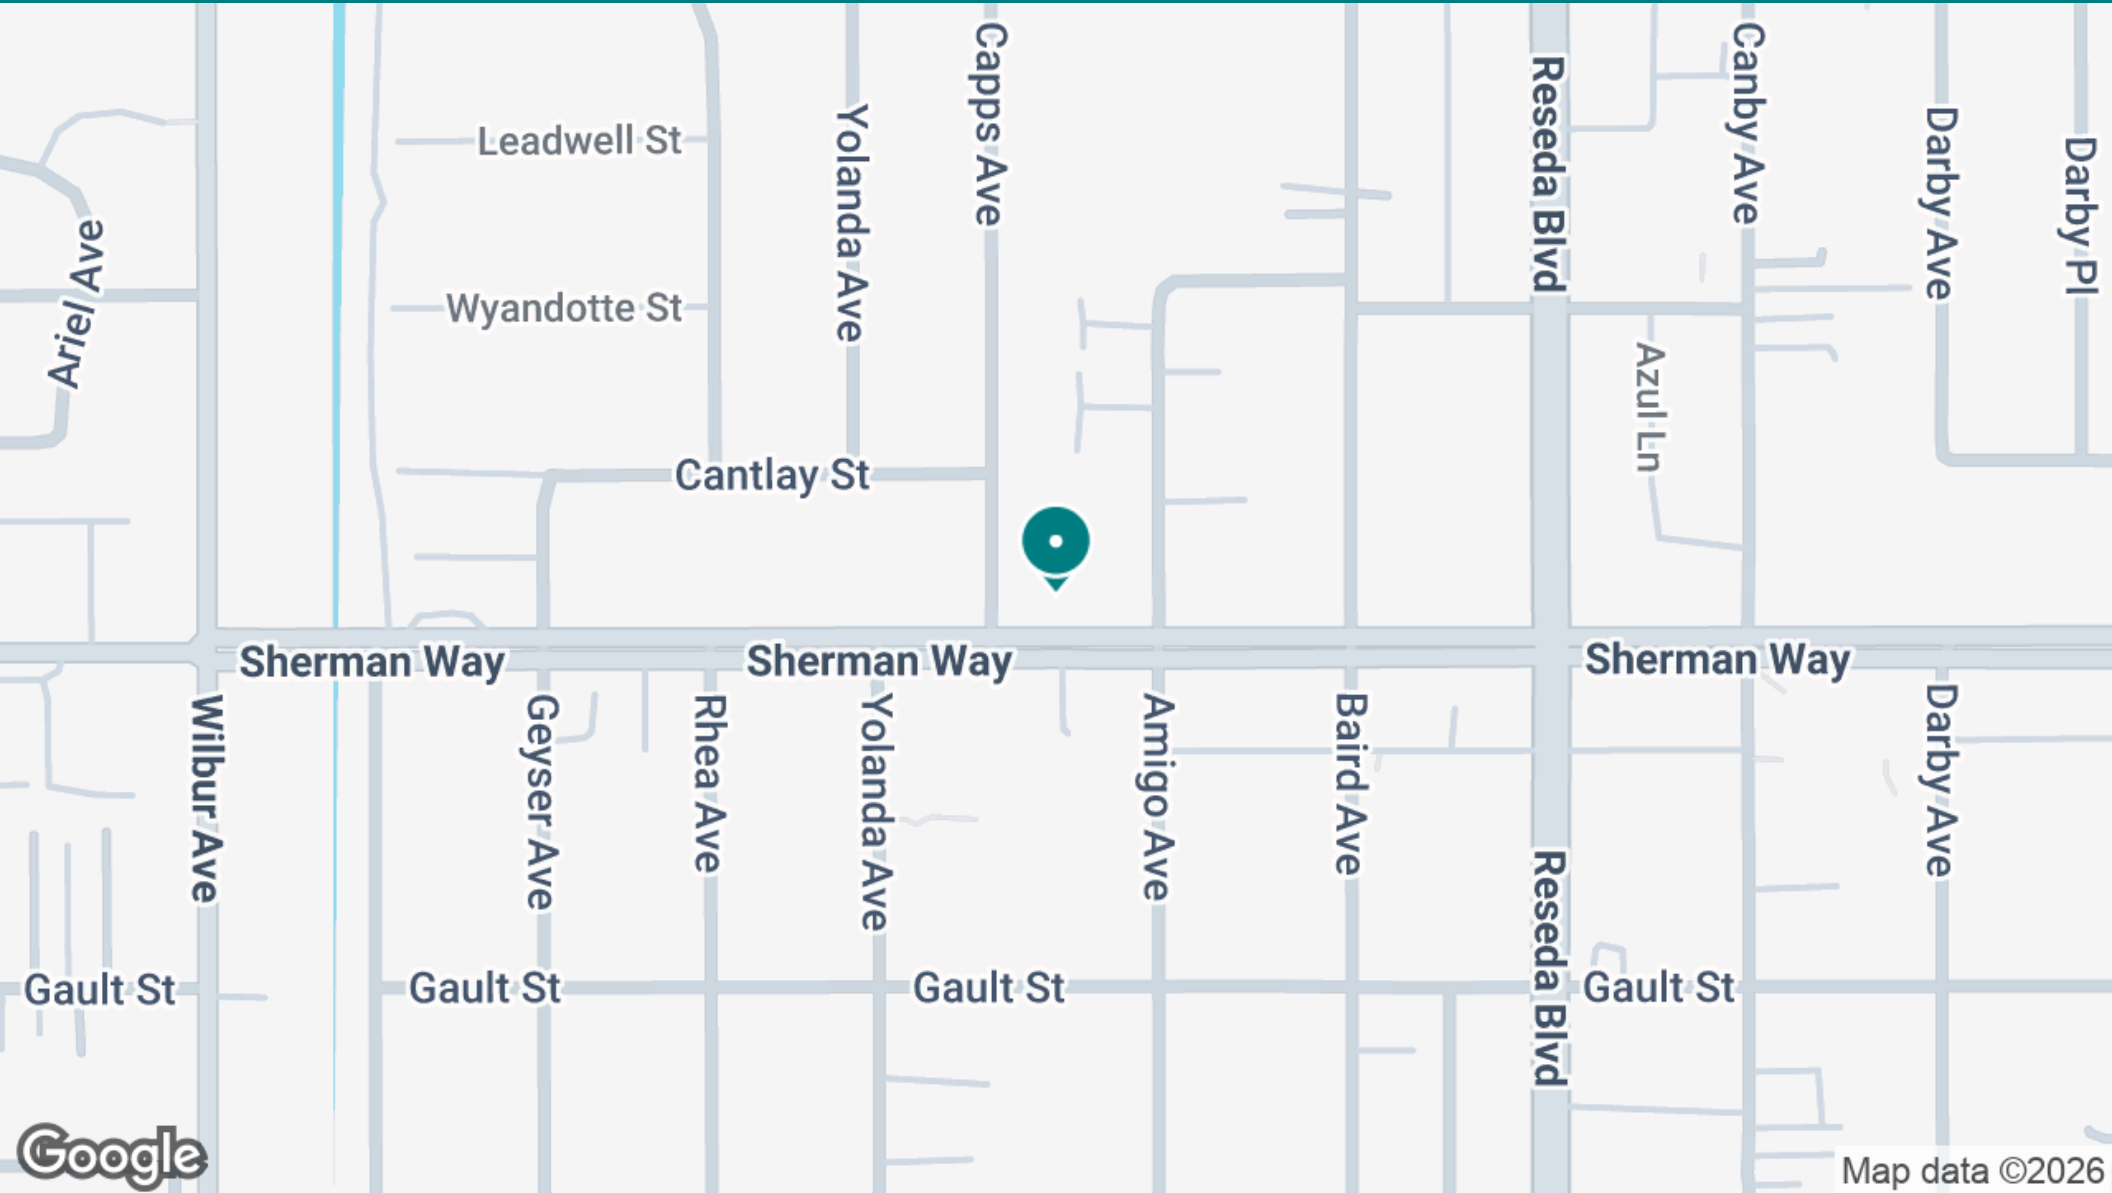 Capps Ave
Canby Ave
Reseda Blvd
Yolanda Ave
Darby Ave
Leadwell St
Darby Pl
Ariel Ave
Wyandotte St
Azul Ln
Cantlay St
Sherman Way
Sherman Way
Sherman Way
Wilbur Ave
Geyser Ave
Rhea Ave
Yolanda Ave
Amigo Ave
Baird Ave
Darby Ave
Reseda Blvd
Gault St
Gault St
Gault St
Gault St
Google
Map data ©2026